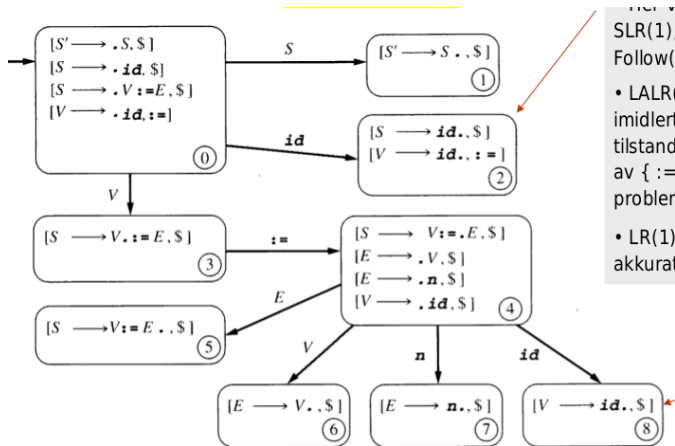 [S' → .S, $]
[S → .id, $]
[S → .V:=E, $]
[V → .id, :=]
0
S
[S' → S., $]
1
id
[S → id., $]
[V → id., :=]
2
V
[S → V.:=E, $]
3
:=
[S → V:=.E, $]
[E → .V, $]
[E → .n, $]
[V → .id, $]
4
E
[S → V:=E., $]
5
V
n
id
[E → V., $]
6
[E → n., $]
7
[V → id., $]
8
SLR(1),
Follow(
• LALR(
imidlert
tilstand
av { :=
problem
• LR(1)
akkurat